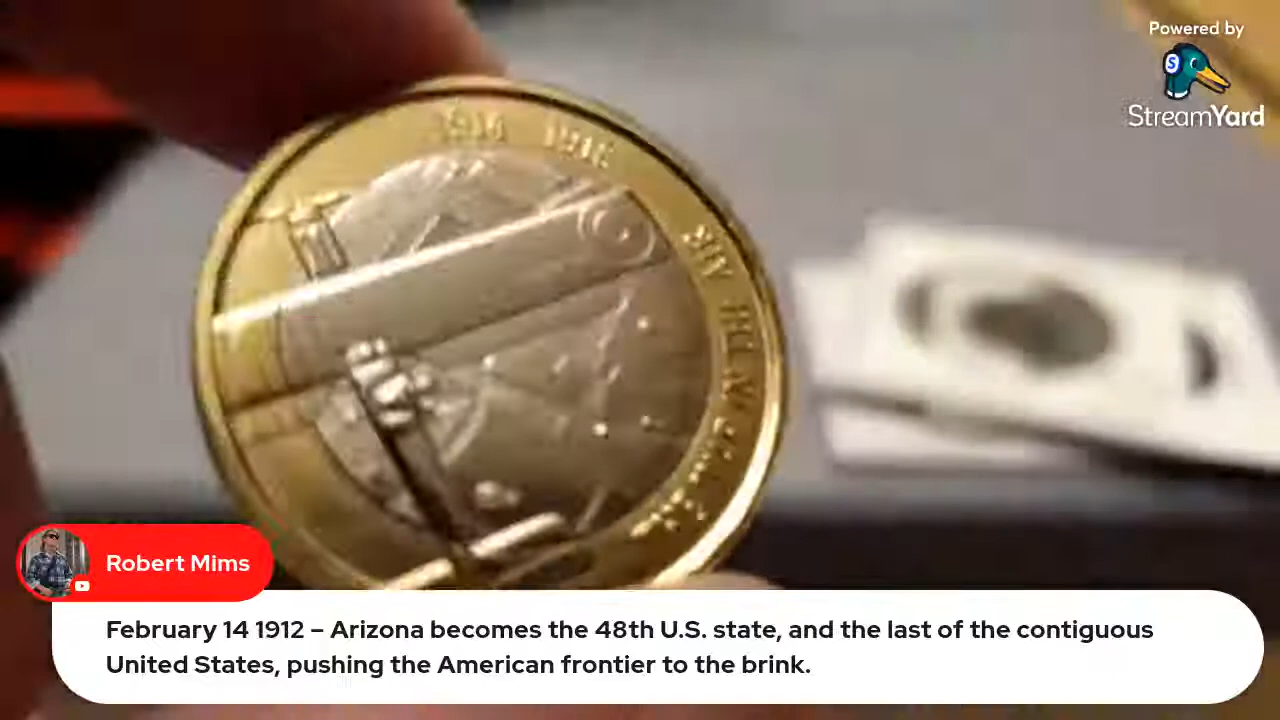 Powered by
StreamYard
Robert Mims
February 14 1912 – Arizona becomes the 48th U.S. state, and the last of the contiguous
United States, pushing the American frontier to the brink.